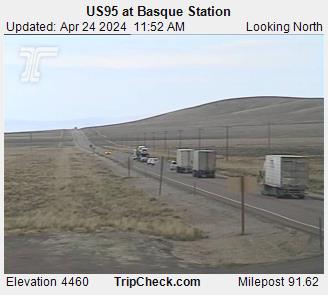 US95 at Basque Station
Updated: Apr 24 2024 11:52 AM Looking North
Elevation 4460 TripCheck.com Milepost 91.62